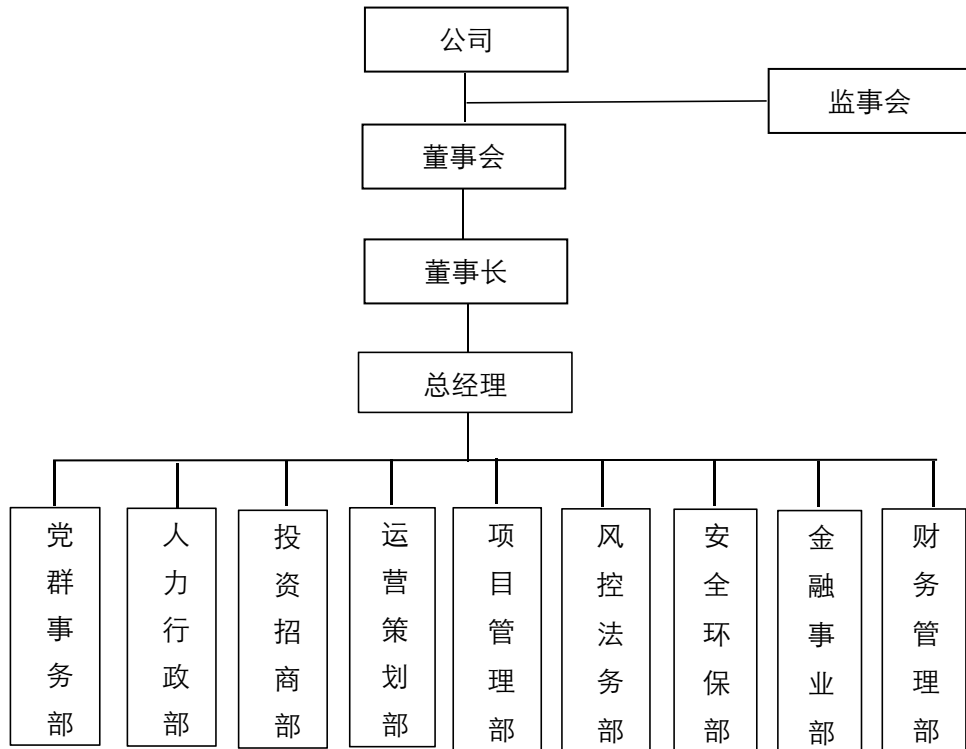 公司
监事会
董事会
董事长
总经理
党群事务部
人力行政部
投资招商部
运营策划部
项目管理部
风控法务部
安全环保部
金融事业部
财务管理部